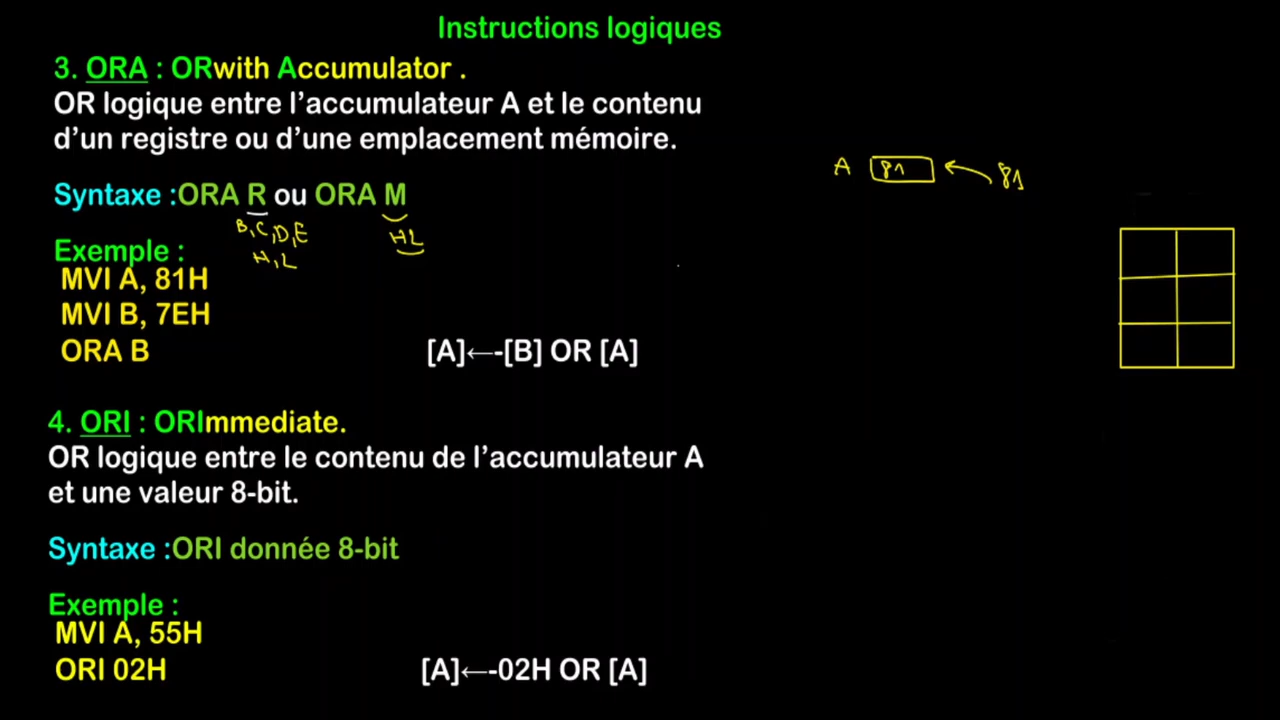 Instructions logiques
3. ORA : ORwith Accumulator .
OR logique entre l'accumulateur A et le contenu
d'un registre ou d'une emplacement mémoire.
A 81 81
Syntaxe :ORA R ou ORA M
B,C,D,E HL
H,L
Exemple :
MVI A, 81H
MVI B, 7EH
ORA B [A]←-[B] OR [A]
4. ORI : ORImmediate.
OR logique entre le contenu de l'accumulateur A
et une valeur 8-bit.
Syntaxe :ORI donnée 8-bit
Exemple :
MVI A, 55H
ORI 02H [A]←-02H OR [A]